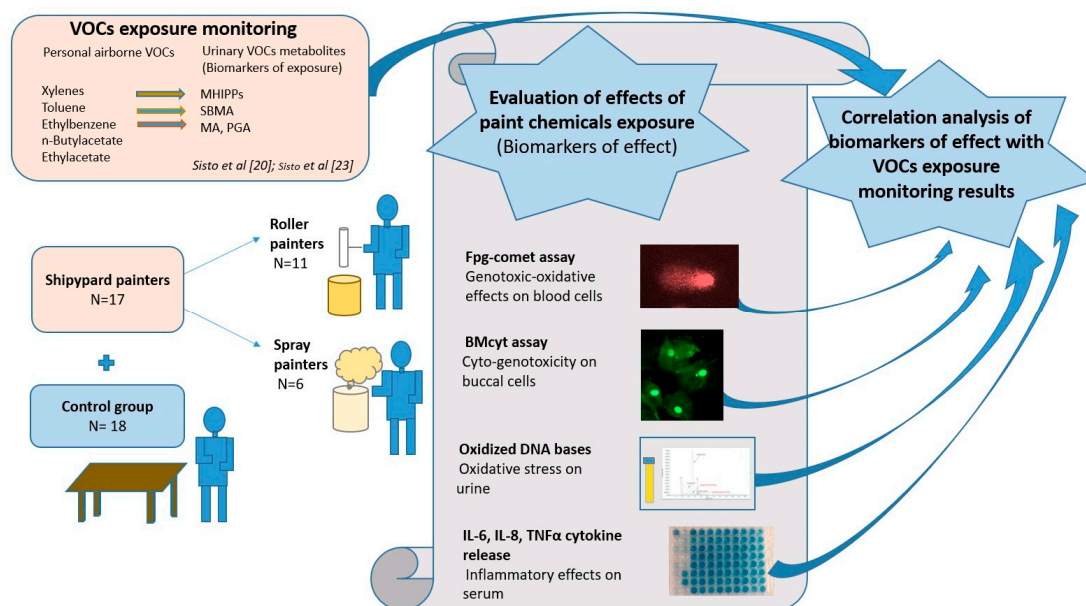 VOCs exposure monitoring
Personal airborne VOCs
Urinary VOCs metabolites
(Biomarkers of exposure)
Xylenes
Toluene
Ethylbenzene
n-Butylacetate
Ethylacetate
MHIPPs
SBMA
MA, PGA
Sisto et al [20]; Sisto et al [23]
Shipypard painters
N=17
Control group
N= 18
Roller
painters
N=11
Spray
painters
N=6
Evaluation of effects of
paint chemicals exposure
(Biomarkers of effect)
Fpg-comet assay
Genotoxic-oxidative
effects on blood cells
BMcyt assay
Cyto-genotoxicity on
buccal cells
Oxidized DNA bases
Oxidative stress on
urine
IL-6, IL-8, TNFα cytokine
release
Inflammatory effects on
serum
Correlation analysis of
biomarkers of effect with
VOCs exposure
monitoring results